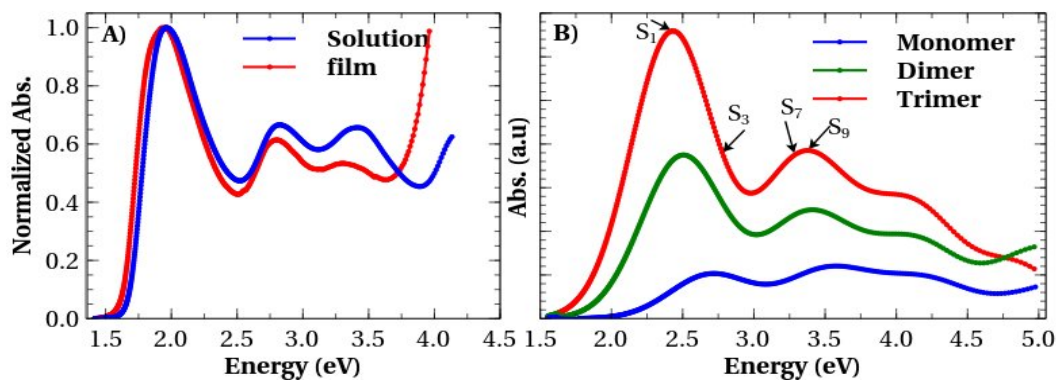 A)
Solution
film
Normalized Abs.
1.0
0.8
0.6
0.4
0.2
0.0
1.5 2.0 2.5 3.0 3.5 4.0 4.5
Energy (eV)
B)
S₁
S₃
S₇
S₉
Monomer
Dimer
Trimer
Abs. (a.u)
1.5 2.0 2.5 3.0 3.5 4.0 4.5 5.0
Energy (eV)